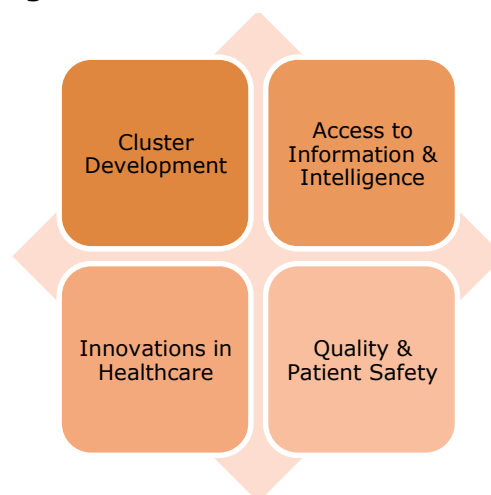 Cluster
Development
Access to
Information &
Intelligence
Innovations in
Healthcare
Quality &
Patient Safety